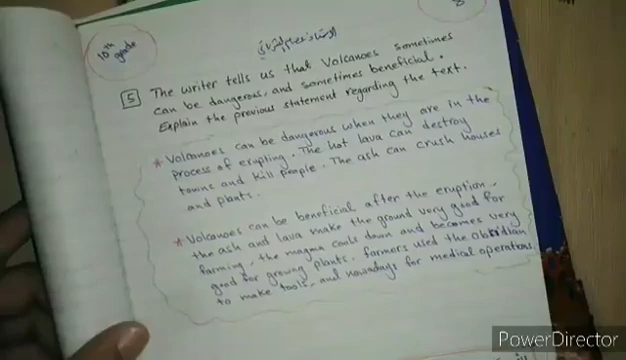 10th
grade
8
5 The writer tells us that Volcanoes sometimes
can be dangerous, and sometimes beneficial.
Explain the previous statement regarding the text.
* Volcanoes can be dangerous when they are in the
process of erupting. The hot lava can destroy
towns and kill people. The ash can crush houses
and plants.
* Volcanoes can be beneficial after the eruption.
the ash and lava make the ground very good for
farming. the magma cools down and becomes very
good for growing plants. farmers used the obsidian
to make tools, and nowadays for medical operations.
PowerDirector